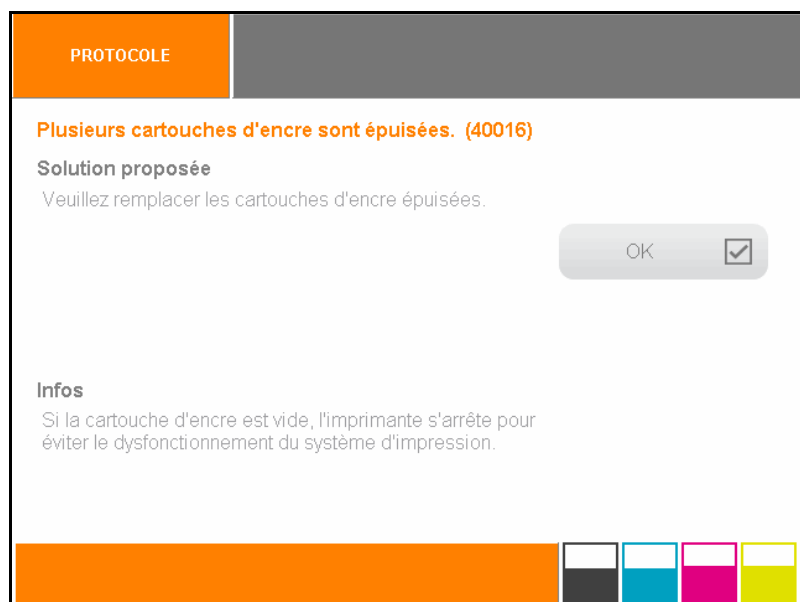 PROTOCOLE
Plusieurs cartouches d'encre sont épuisées. (40016)
Solution proposée
Veuillez remplacer les cartouches d'encre épuisées.
OK
Infos
Si la cartouche d'encre est vide, l'imprimante s'arrête pour
éviter le dysfonctionnement du système d'impression.